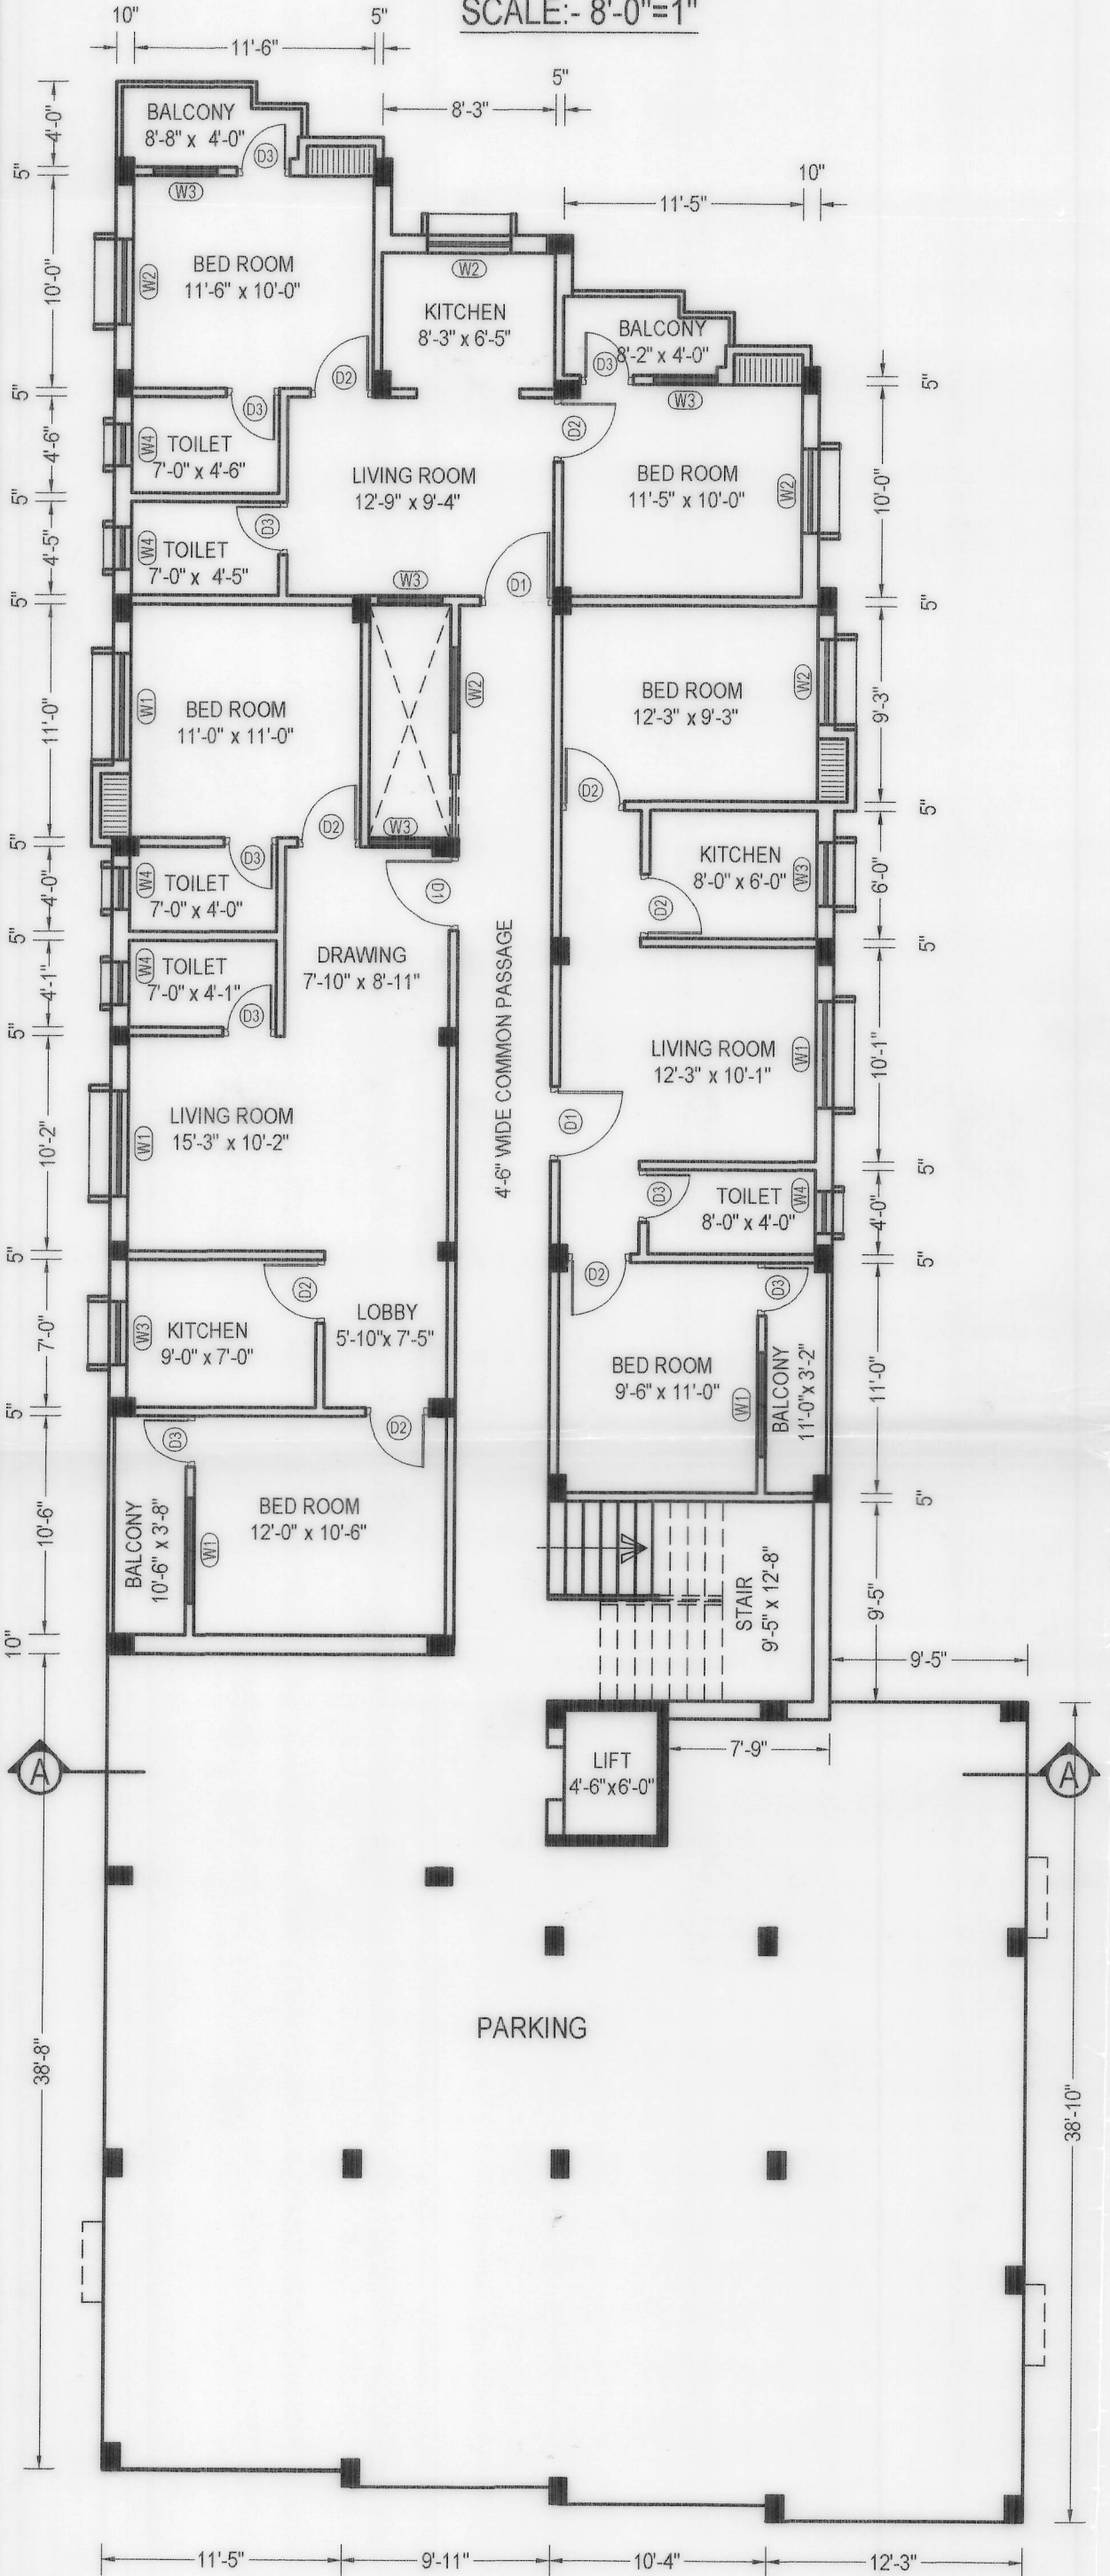 SCALE:- 8'-0"=1"
10"
5"
11'-6"
5"
8'-3"
10"
11'-5"
4'-0"
5"
10'-0"
5"
4'-6"
5"
4'-5"
5"
11'-0"
5"
4'-0"
5"
4'-1"
5"
10'-2"
5"
7'-0"
5"
10'-6"
10"
38'-8"
BALCONY
8'-8" x 4'-0"
D3
W3
BED ROOM
11'-6" x 10'-0"
W2
D2
D3
W2
KITCHEN
8'-3" x 6'-5"
BALCONY
8'-2" x 4'-0"
D3
W3
D2
TOILET
7'-0" x 4'-6"
W4
LIVING ROOM
12'-9" x 9'-4"
BED ROOM
11'-5" x 10'-0"
W2
TOILET
7'-0" x 4'-5"
W4
D3
W3
D1
BED ROOM
11'-0" x 11'-0"
W1
W2
W3
D2
D3
BED ROOM
12'-3" x 9'-3"
W2
D2
TOILET
7'-0" x 4'-0"
W4
D1
KITCHEN
8'-0" x 6'-0"
W3
D2
TOILET
7'-0" x 4'-1"
W4
D3
DRAWING
7'-10" x 8'-11"
4'-6" WIDE COMMON PASSAGE
LIVING ROOM
12'-3" x 10'-1"
W1
D1
LIVING ROOM
15'-3" x 10'-2"
W1
TOILET
8'-0" x 4'-0"
W4
D3
D2
D3
KITCHEN
9'-0" x 7'-0"
W3
D2
LOBBY
5'-10"x 7'-5"
BED ROOM
9'-6" x 11'-0"
W1
BALCONY
11'-0"x 3'-2"
D2
D3
BALCONY
10'-6" x 3'-8"
W1
BED ROOM
12'-0" x 10'-6"
STAIR
9'-5" x 12'-8"
LIFT
4'-6"x6'-0"
7'-9"
9'-5"
5"
10'-0"
5"
9'-3"
5"
6'-0"
5"
10'-1"
5"
4'-0"
5"
11'-0"
5"
9'-5"
A
A
PARKING
38'-10"
11'-5"
9'-11"
10'-4"
12'-3"